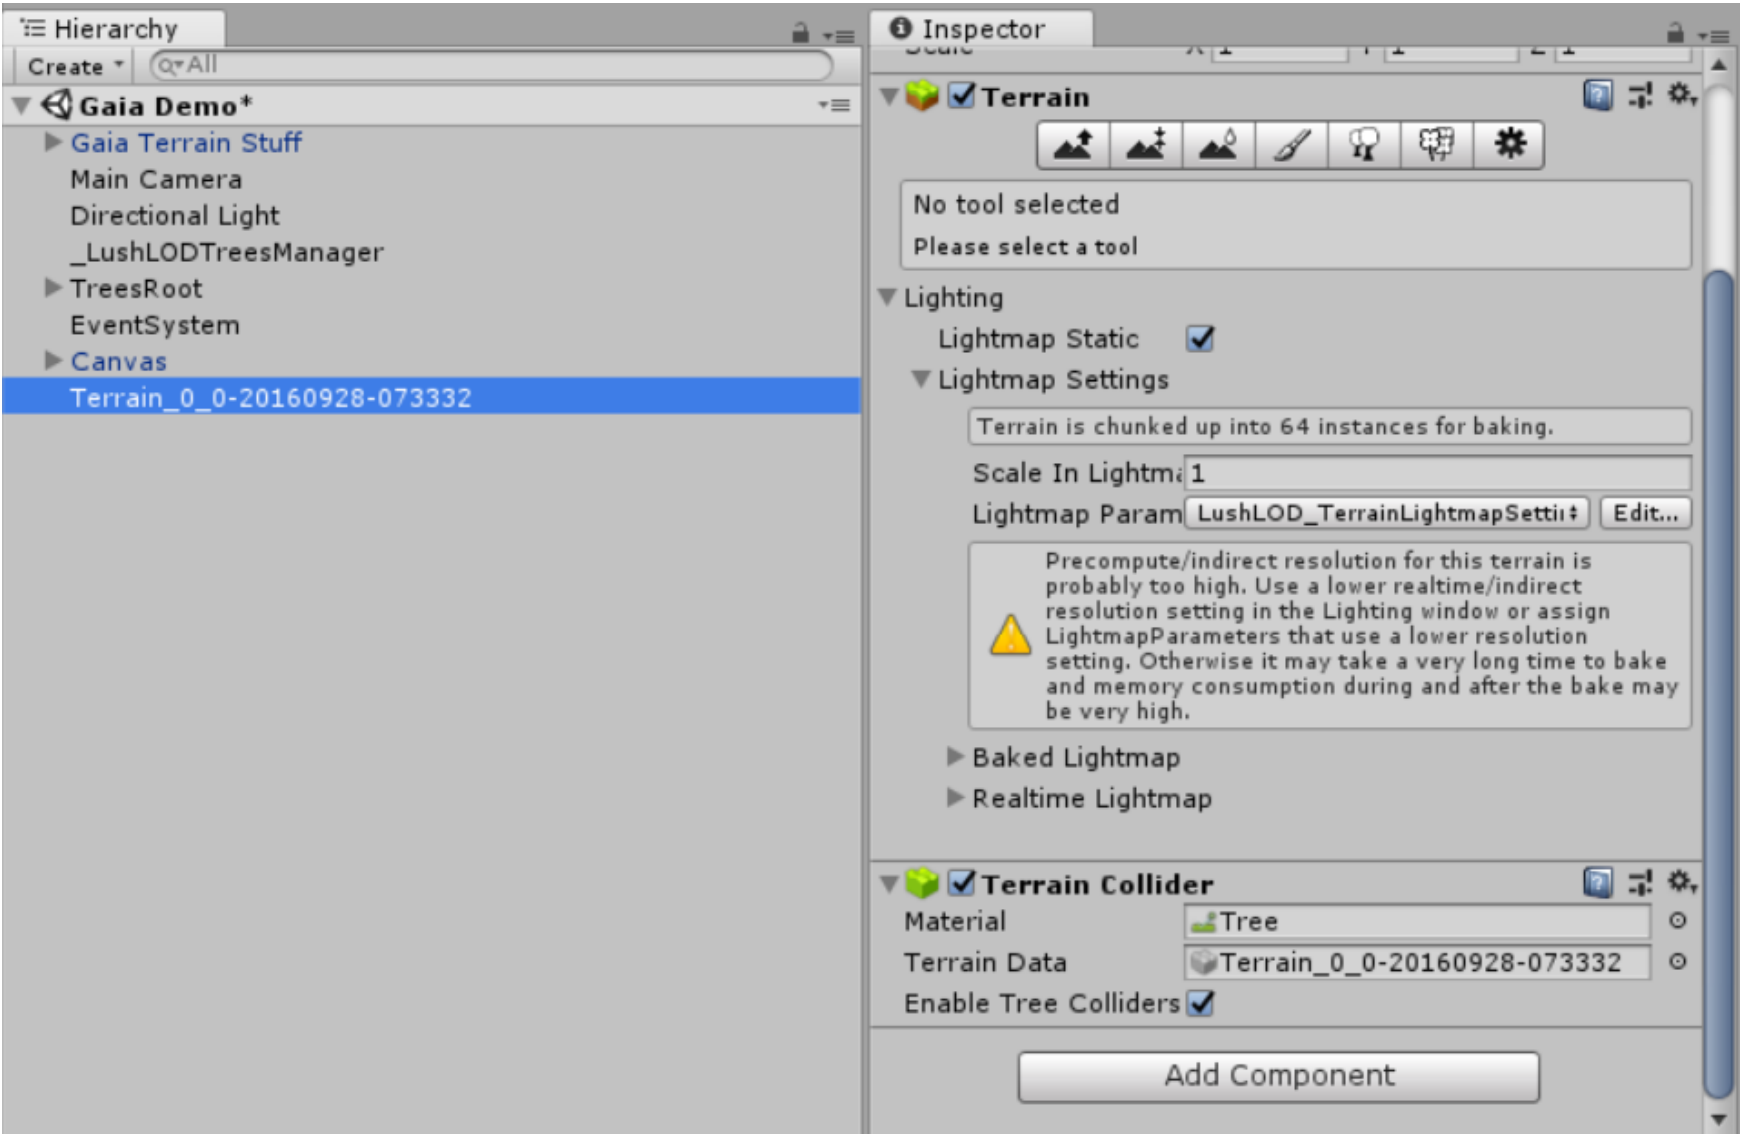 Hierarchy
Create
All
Gaia Demo*
Gaia Terrain Stuff
Main Camera
Directional Light
_LushLODTreesManager
TreesRoot
EventSystem
Canvas
Terrain_0_0-20160928-073332
Inspector
Scale X 1 Y 1 Z 1
Terrain
No tool selected
Please select a tool
Lighting
Lightmap Static
Lightmap Settings
Terrain is chunked up into 64 instances for baking.
Scale In Lightma 1
Lightmap Param LushLOD_TerrainLightmapSettin Edit...
Precompute/indirect resolution for this terrain is
probably too high. Use a lower realtime/indirect
resolution setting in the Lighting window or assign
LightmapParameters that use a lower resolution
setting. Otherwise it may take a very long time to bake
and memory consumption during and after the bake may
be very high.
Baked Lightmap
Realtime Lightmap
Terrain Collider
Material Tree
Terrain Data Terrain_0_0-20160928-073332
Enable Tree Colliders
Add Component